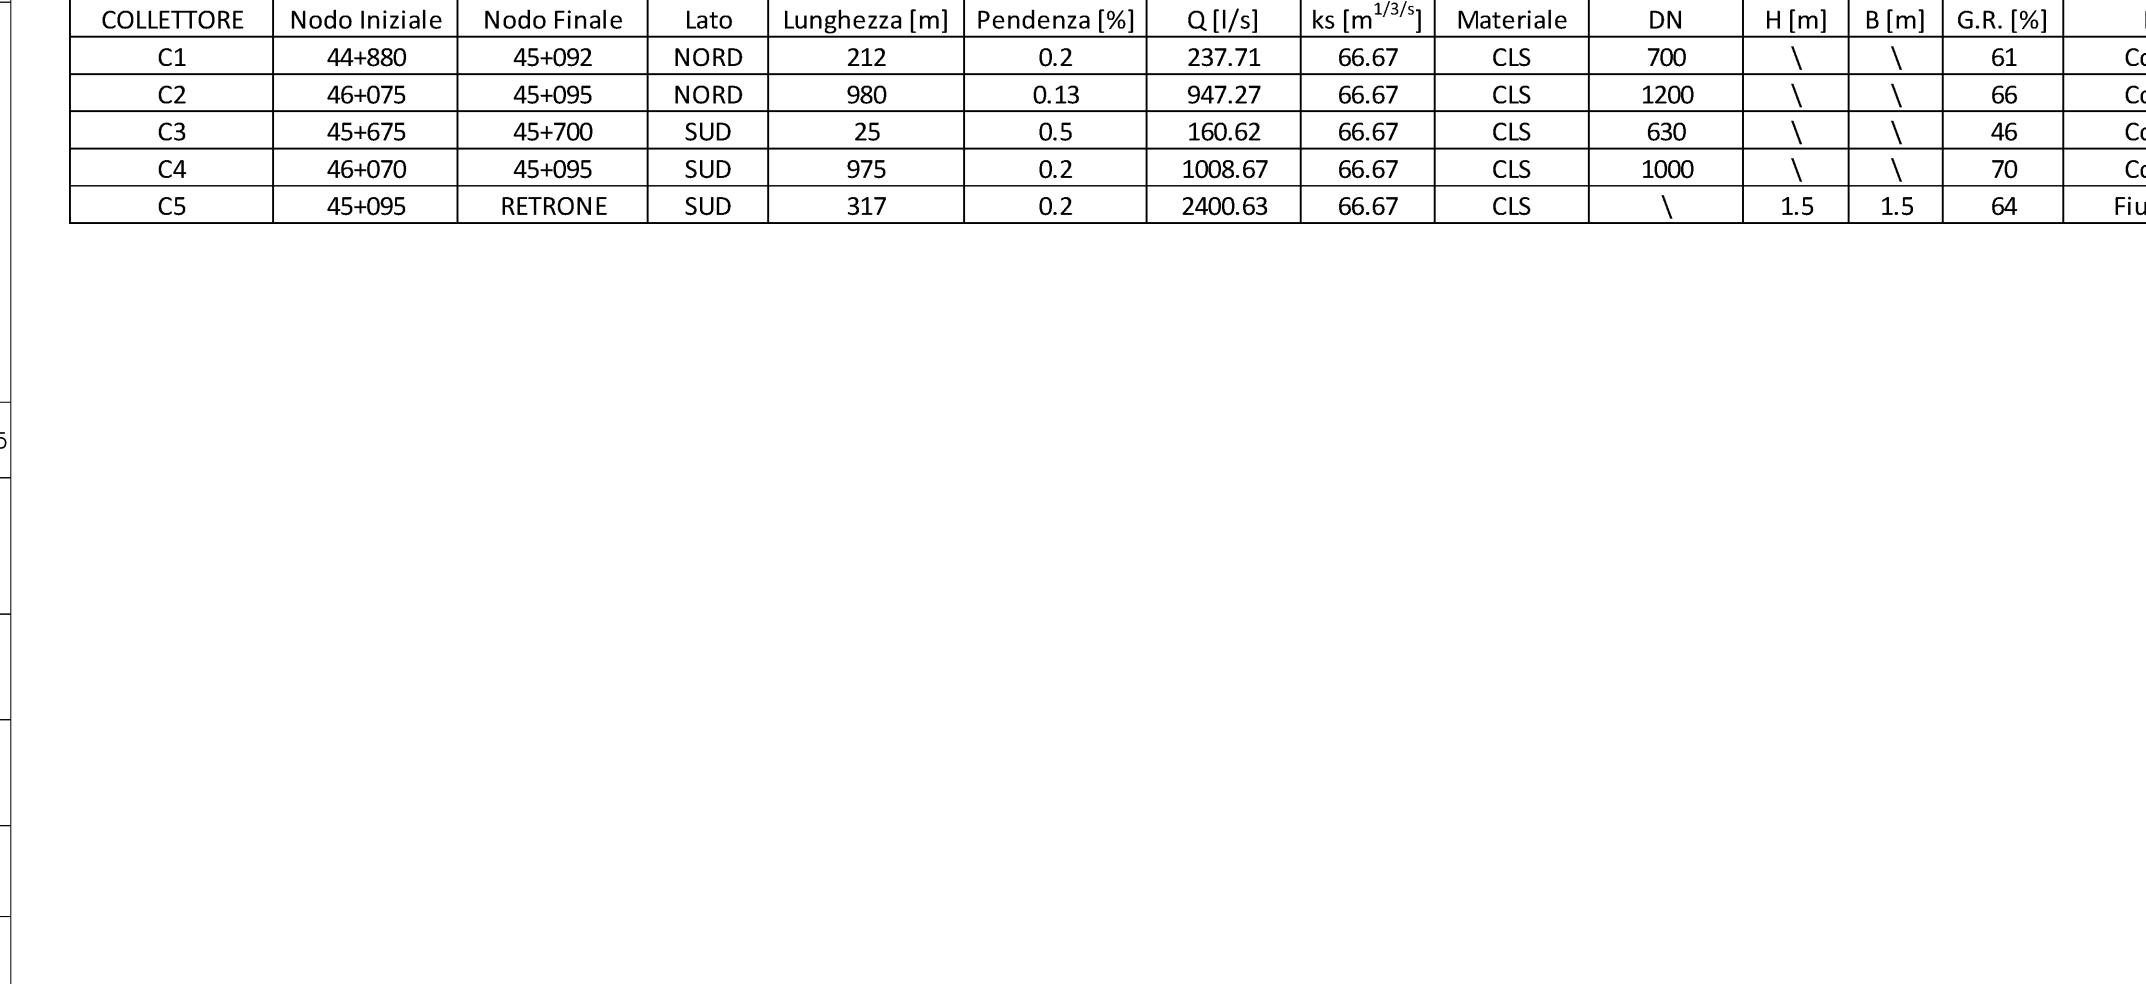 COLLETTORE Nodo Iniziale Nodo Finale Lato Lunghezza [m] Pendenza [%] Q [l/s] ks [m1/3/s] Materiale DN H [m] B [m] G.R. [%]
C1 44+880 45+092 NORD 212 0.2 237.71 66.67 CLS 700 \ \ 61
C2 46+075 45+095 NORD 980 0.13 947.27 66.67 CLS 1200 \ \ 66
C3 45+675 45+700 SUD 25 0.5 160.62 66.67 CLS 630 \ \ 46
C4 46+070 45+095 SUD 975 0.2 1008.67 66.67 CLS 1000 \ \ 70
C5 45+095 RETRONE SUD 317 0.2 2400.63 66.67 CLS \ 1.5 1.5 64